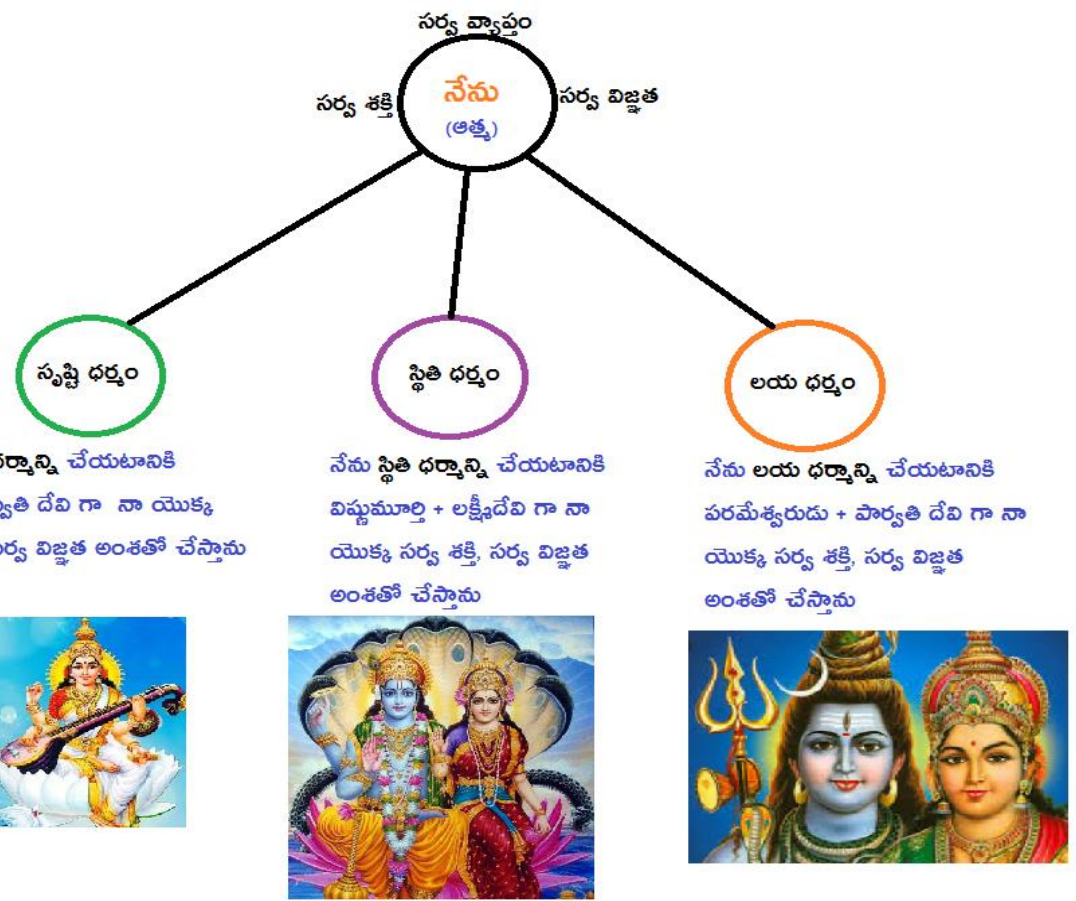 సర్వ వ్యాప్తం
సర్వ శక్తి
నేను
(ఆత్మ)
సర్వ విజ్ఞత
సృష్టి ధర్మం
స్థితి ధర్మం
లయ ధర్మం
చేయటానికి
దేవి గా నా యొక్క
విజ్ఞత అంశతో చేస్తాను
నేను స్థితి ధర్మాన్ని చేయటానికి
విష్ణుమూర్తి + లక్ష్మీదేవి గా నా
యొక్క సర్వ శక్తి, సర్వ విజ్ఞత
అంశతో చేస్తాను
నేను లయ ధర్మాన్ని చేయటానికి
పరమేశ్వరుడు + పార్వతి దేవి గా నా
యొక్క సర్వ శక్తి, సర్వ విజ్ఞత
అంశతో చేస్తాను